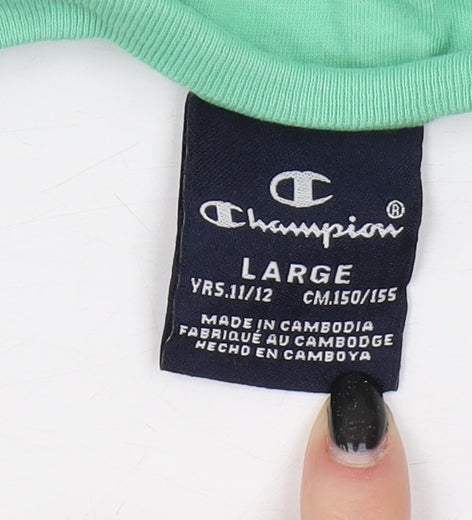 Champion®
LARGE
YRS.11/12 CM.150/155
MADE IN CAMBODIA
FABRIQUÉ AU CAMBODGE
HECHO EN CAMBOYA